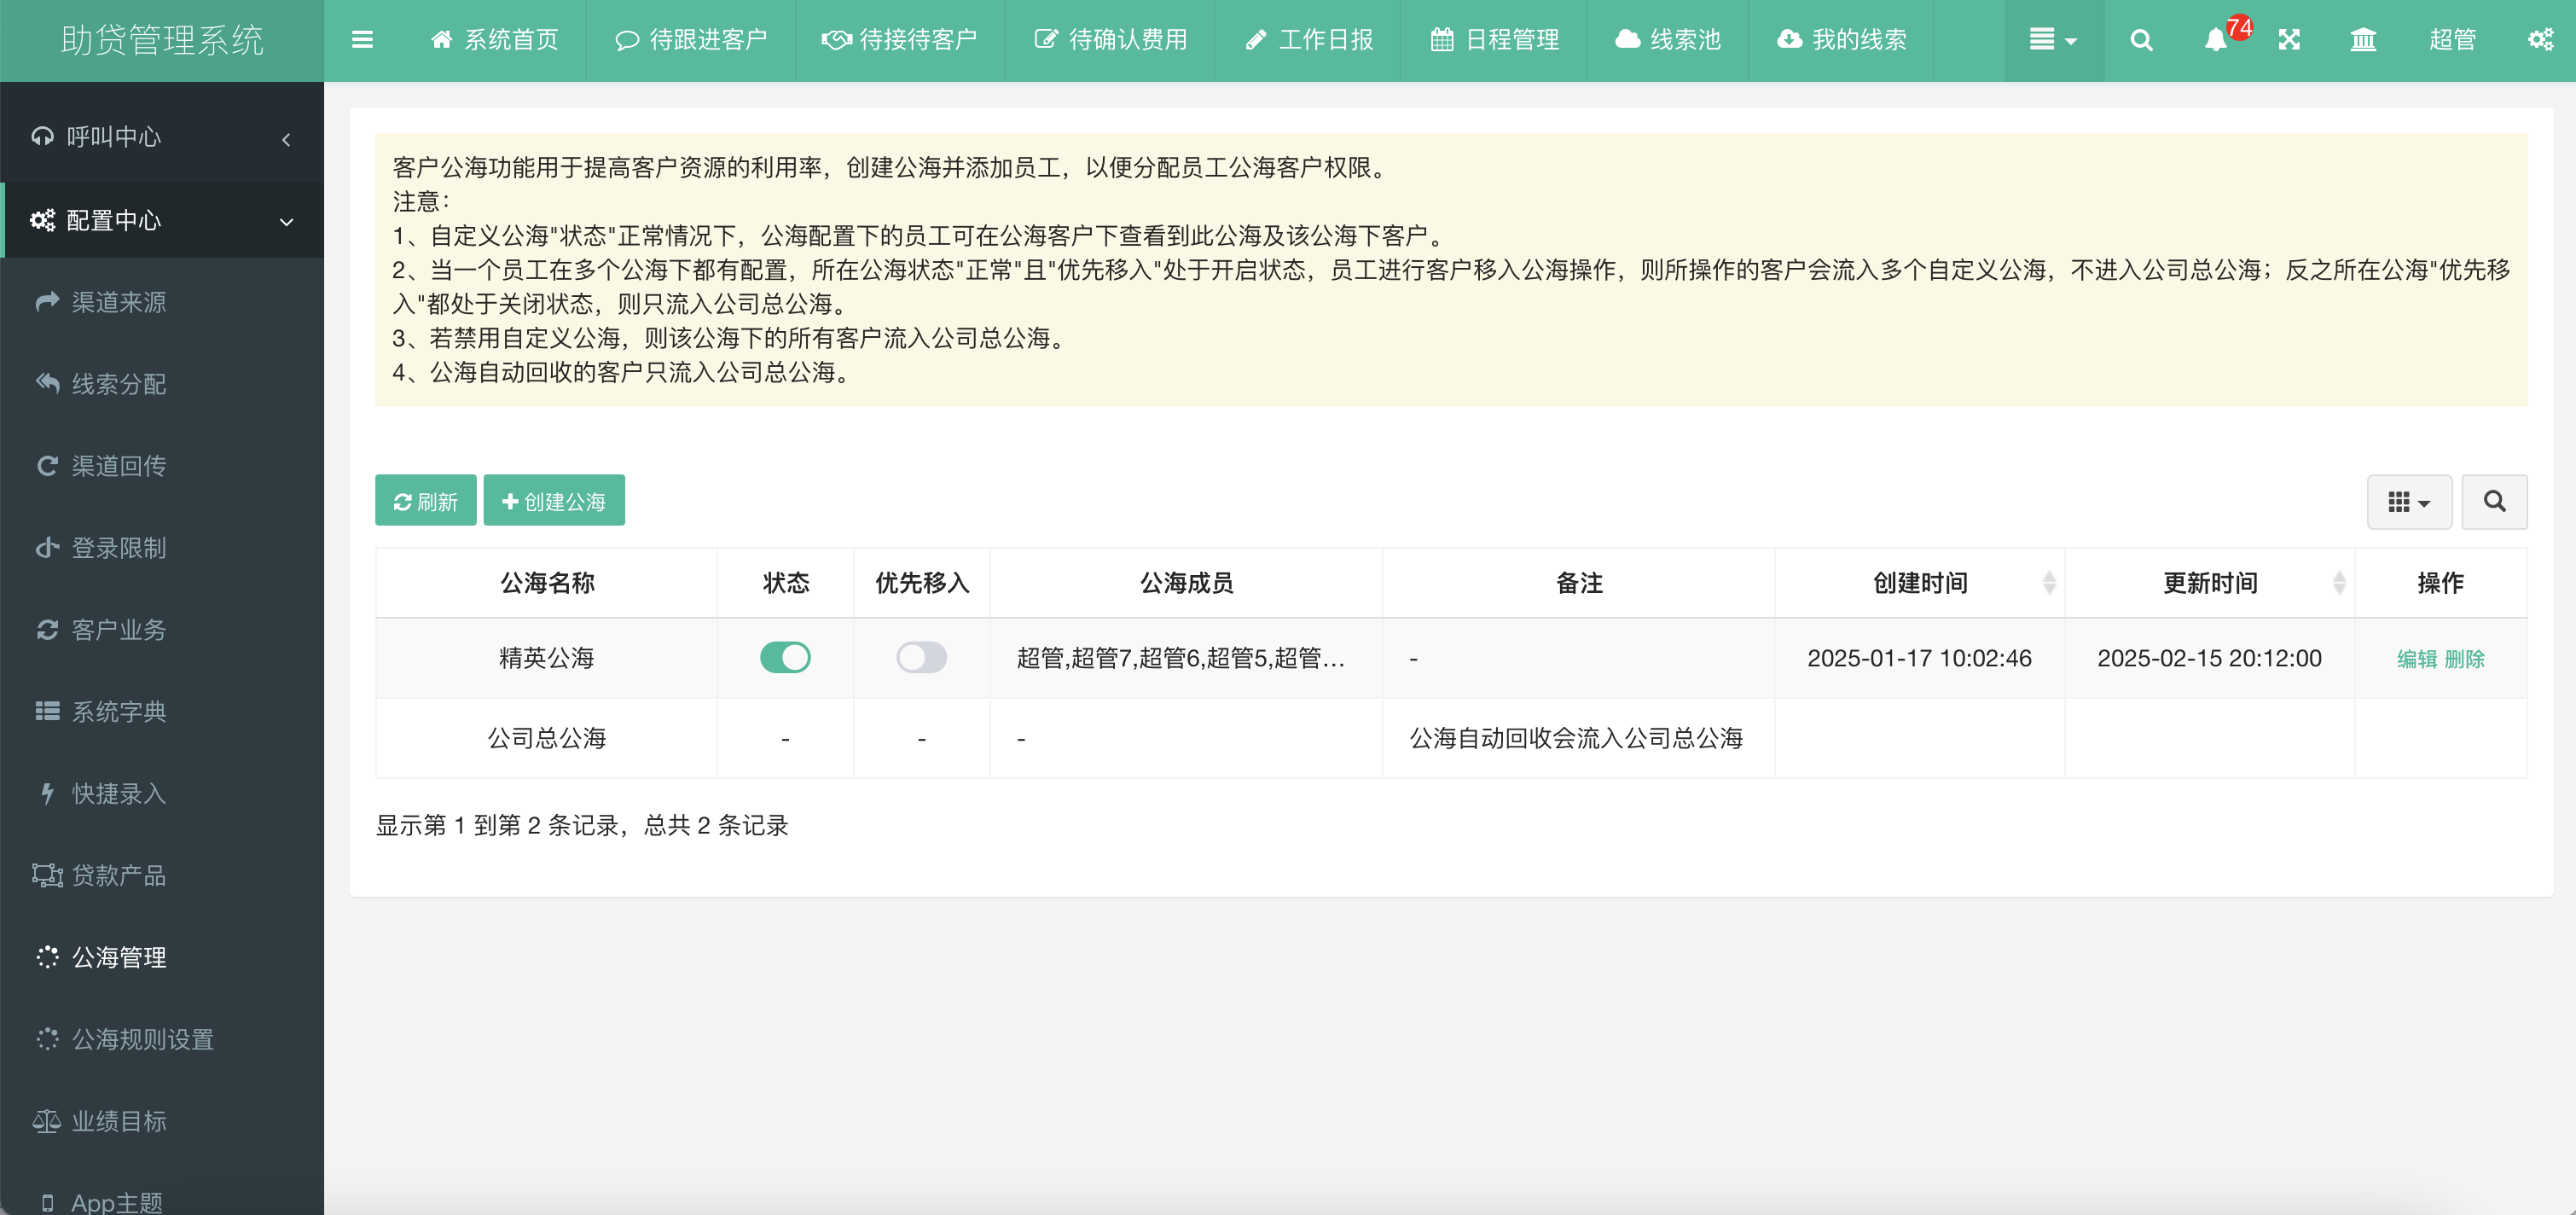 助贷管理系统
系统首页
待跟进客户
待接待客户
待确认费用
工作日报
日程管理
线索池
我的线索
74
超管
呼叫中心
配置中心
渠道来源
线索分配
渠道回传
登录限制
客户业务
系统字典
快捷录入
贷款产品
公海管理
公海规则设置
业绩目标
App主题
客户公海功能用于提高客户资源的利用率，创建公海并添加员工，以便分配员工公海客户权限。
注意：
1、自定义公海"状态"正常情况下，公海配置下的员工可在公海客户下查看到此公海及该公海下客户。
2、当一个员工在多个公海下都有配置，所在公海状态"正常"且"优先移入"处于开启状态，员工进行客户移入公海操作，则所操作的客户会流入多个自定义公海，不进入公司总公海；反之所在公海"优先移
入"都处于关闭状态，则只流入公司总公海。
3、若禁用自定义公海，则该公海下的所有客户流入公司总公海。
4、公海自动回收的客户只流入公司总公海。
刷新 创建公海
公海名称 状态 优先移入 公海成员 备注 创建时间 更新时间 操作
精英公海 超管,超管7,超管6,超管5,超管... - 2025-01-17 10:02:46 2025-02-15 20:12:00 编辑 删除
公司总公海 - - - 公海自动回收会流入公司总公海
显示第 1 到第 2 条记录，总共 2 条记录